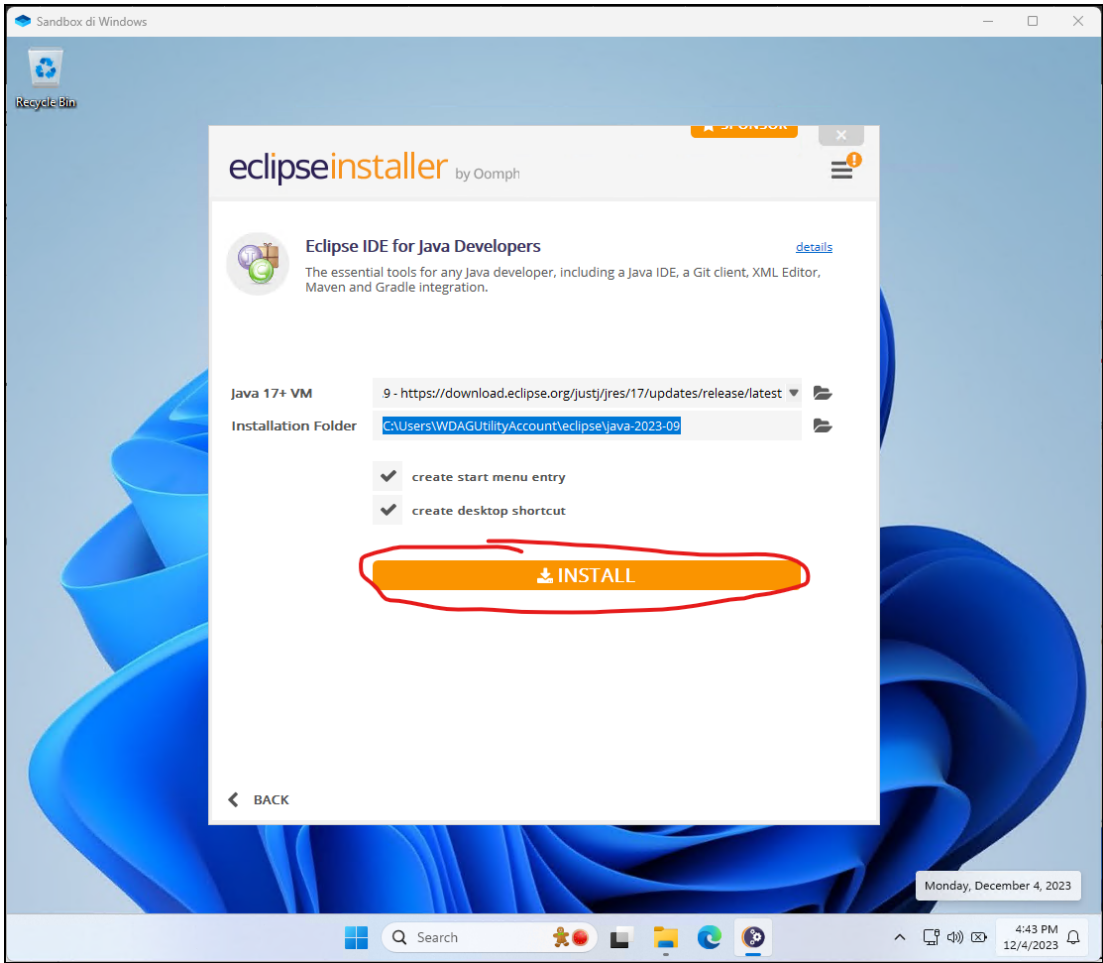 Sandbox di Windows
Recycle Bin
SPONSOR
eclipseinstaller by Oomph
Eclipse IDE for Java Developers
details
The essential tools for any Java developer, including a Java IDE, a Git client, XML Editor,
Maven and Gradle integration.
Java 17+ VM
.9 - https://download.eclipse.org/justj/jres/17/updates/release/latest
Installation Folder
C:\Users\WDAGUtilityAccount\eclipse\java-2023-09
create start menu entry
create desktop shortcut
INSTALL
BACK
Monday, December 4, 2023
Search
4:43 PM
12/4/2023